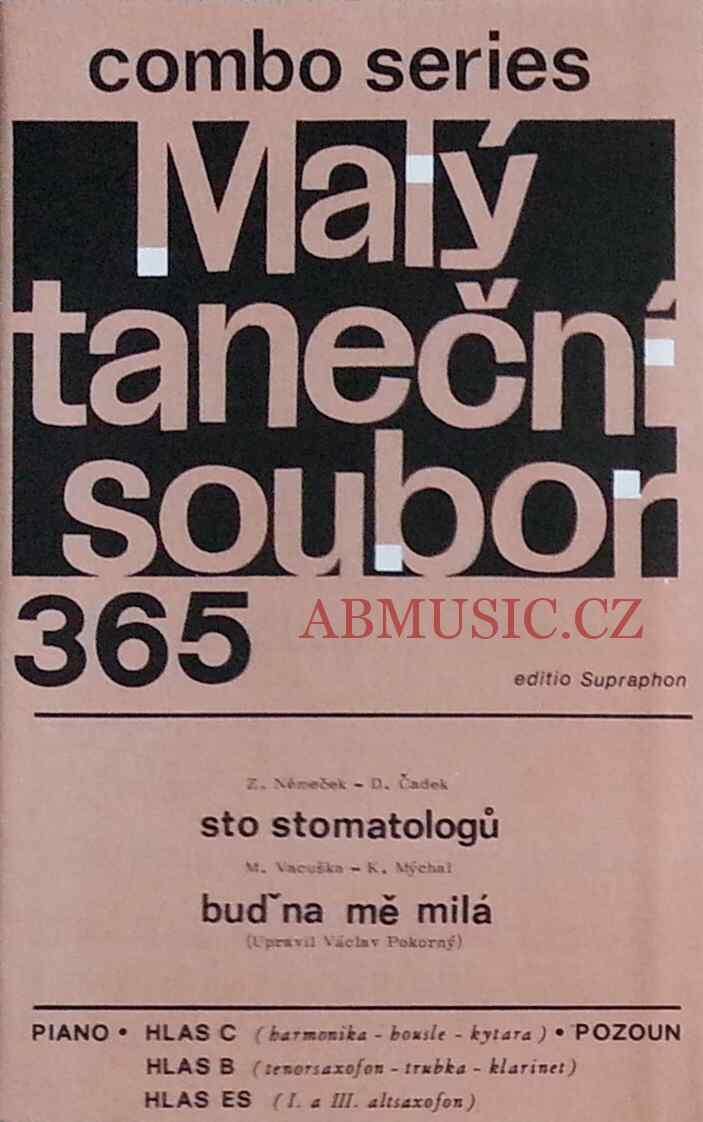 combo series
Malý
taneční
soubor
365
ABMUSIC.CZ
editio Supraphon
Z. Němeček - D. Čadek
sto stomatologů
M. Vacuška - K. Mýchal
buďˇna mě milá
(Upravil Václav Pokorný)
PIANO • HLAS C (harmonika - housle - kytara) • POZOUN
HLAS B (tenorsaxofon - trubka - klarinet)
HLAS ES (I. a III. altsaxofon)